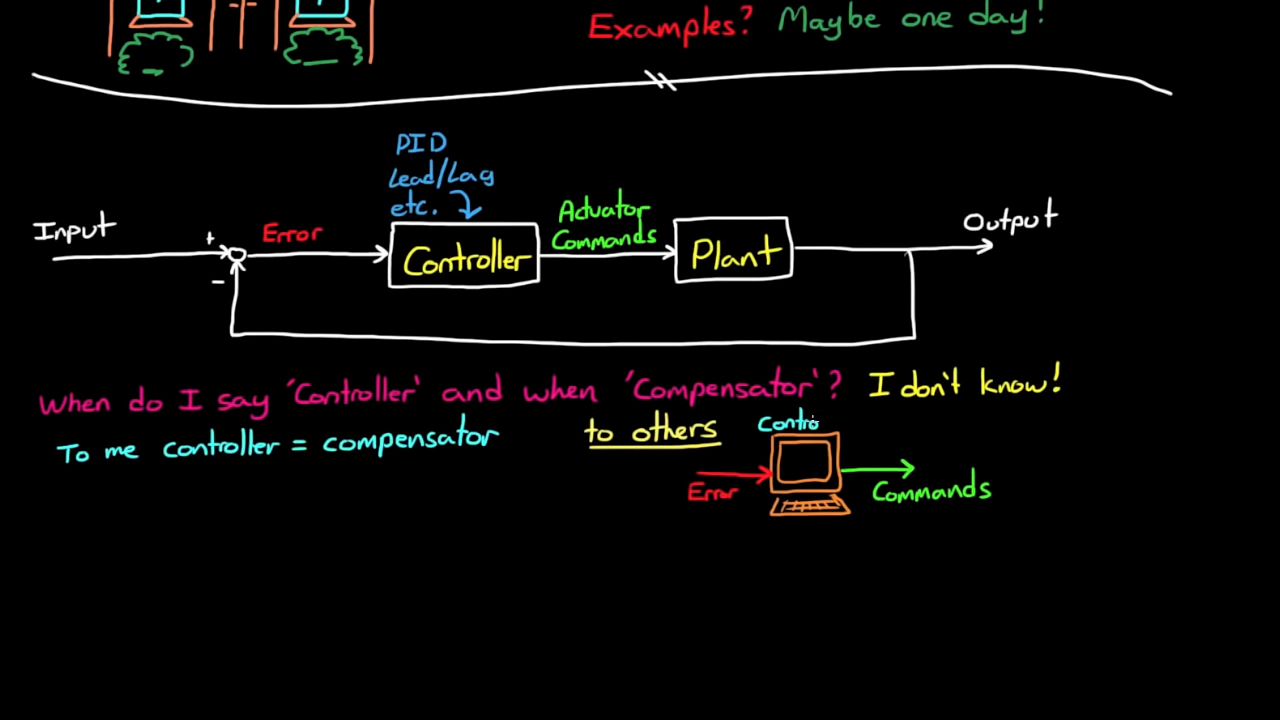 Examples? Maybe one day!
PID
Lead/Lag
etc.
Input
+
Error
-
Controller
Actuator
Commands
Plant
Output
When do I say 'Controller' and when 'Compensator'? I don't know!
To me controller = compensator
to others
Contro
Error
Commands